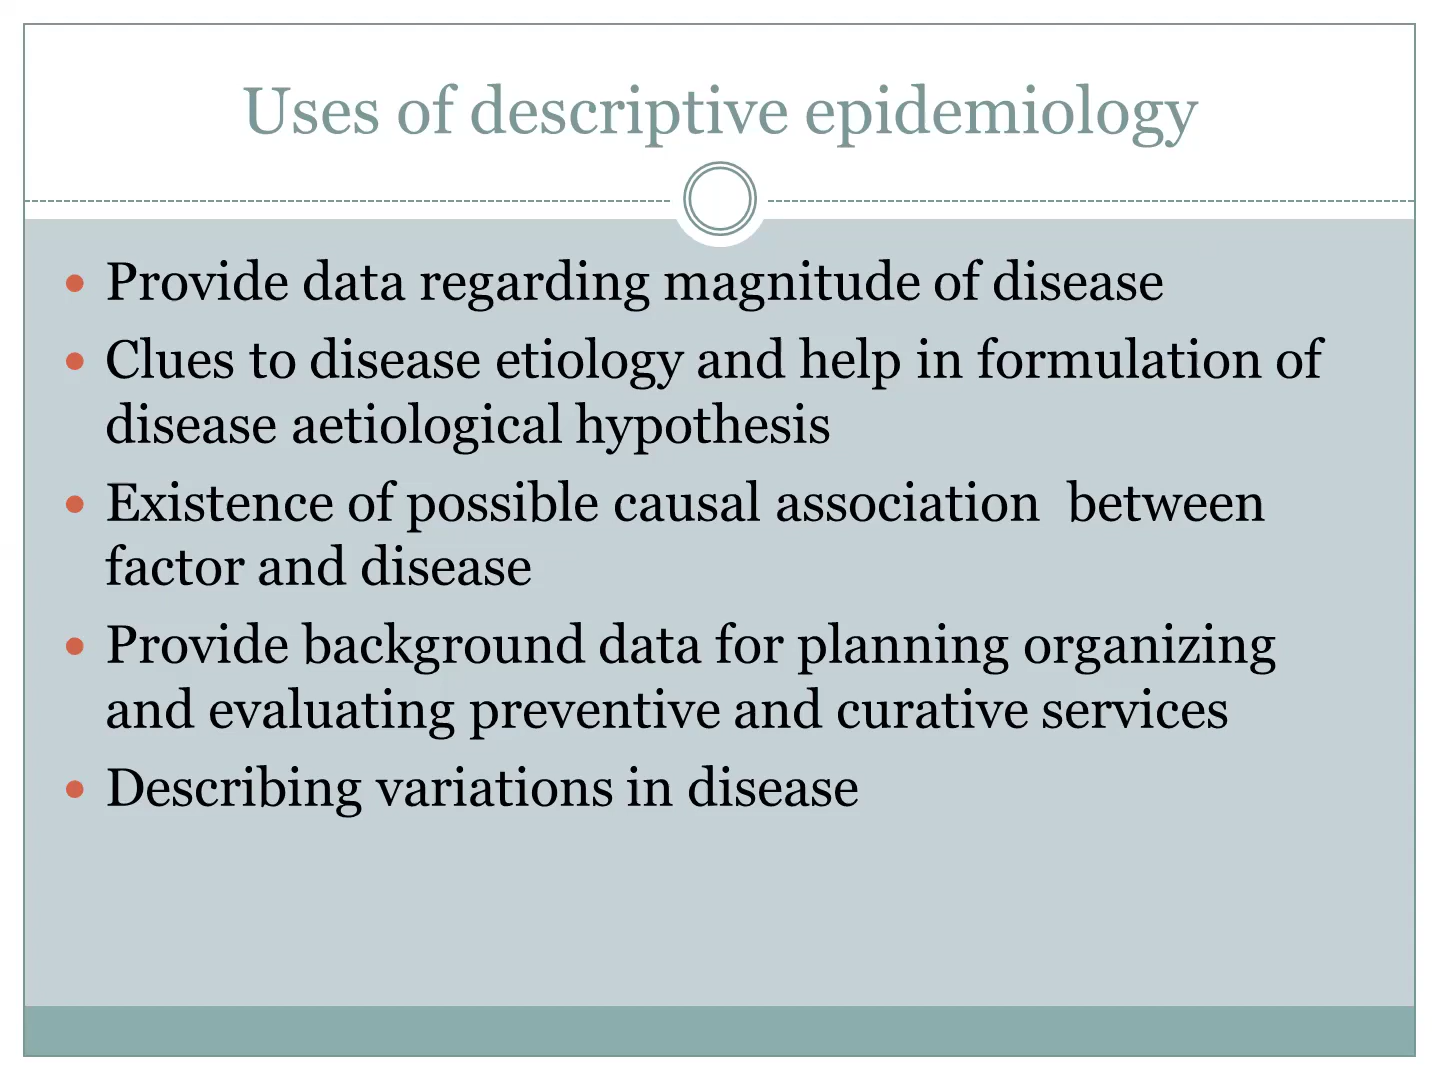 Uses of descriptive epidemiology
• Provide data regarding magnitude of disease
• Clues to disease etiology and help in formulation of
disease aetiological hypothesis
• Existence of possible causal association  between
factor and disease
• Provide background data for planning organizing
and evaluating preventive and curative services
• Describing variations in disease